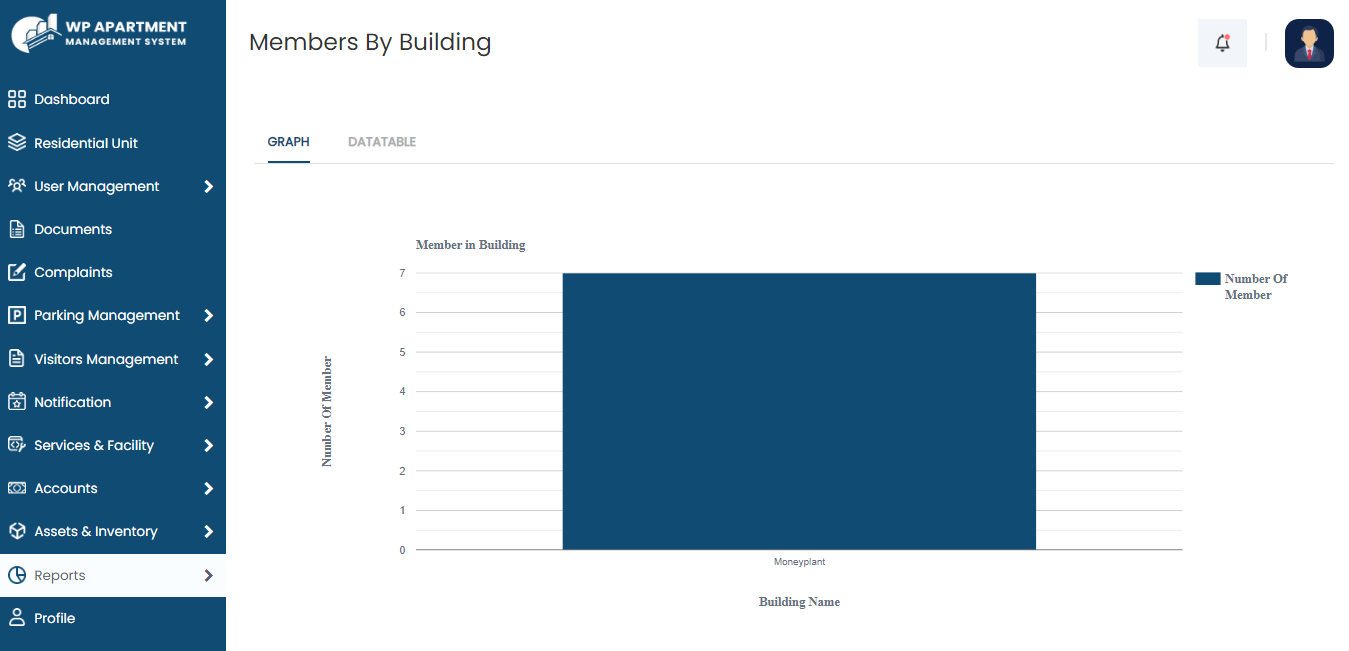 WP APARTMENT
MANAGEMENT SYSTEM
Dashboard
Residential Unit
User Management
Documents
Complaints
Parking Management
Visitors Management
Notification
Services & Facility
Accounts
Assets & Inventory
Reports
Profile
Members By Building
GRAPH
DATATABLE
Member in Building
7
6
5
4
3
2
1
0
Number Of Member
Moneyplant
Building Name
Number Of
Member